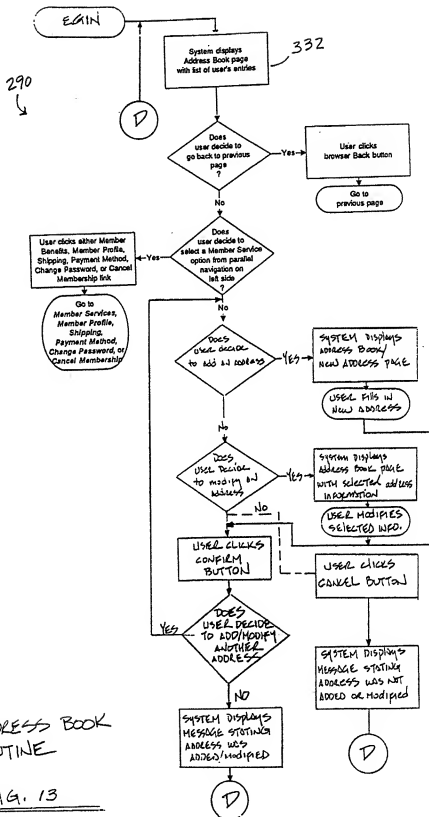 EGIN
System displays
Address Book page
with list of user's entries
332
290
D
Does
user decide to
go back to previous
page
?
Yes
User clicks
browser Back button
Go to
previous page
No
Does
user decide to
select a Member Service
option from parallel
navigation on
left side
?
Yes
User clicks either Member
Benefits, Member Profile,
Shipping, Payment Method,
Change Password, or Cancel
Membership link
Go to
Member Services,
Member Profile,
Shipping,
Payment Method,
Change Password, or
Cancel Membership
No
DOES
USER DECIDE
TO ADD AN ADDRESS
YES
SYSTEM DISPLAYS
ADDRESS BOOK/
NEW ADDRESS PAGE
USER FILLS IN
NEW ADDRESS
NO
DOES
USER DECIDE
TO MODIFY AN
ADDRESS
YES
SYSTEM DISPLAYS
ADDRESS BOOK PAGE
WITH SELECTED ADDRESS
INFORMATION
USER MODIFIES
SELECTED INFO.
NO
USER CLICKS
CONFIRM
BUTTON
USER CLICKS
CANCEL BUTTON
DOES
USER DECIDE
TO ADD/MODIFY
ANOTHER
ADDRESS
YES
NO
SYSTEM DISPLAYS
MESSAGE STATING
ADDRESS WAS
ADDED/MODIFIED
D
SYSTEM DISPLAYS
MESSAGE STATING
ADDRESS WAS NOT
ADDED OR MODIFIED
D
RESS BOOK
UTINE
G. 13